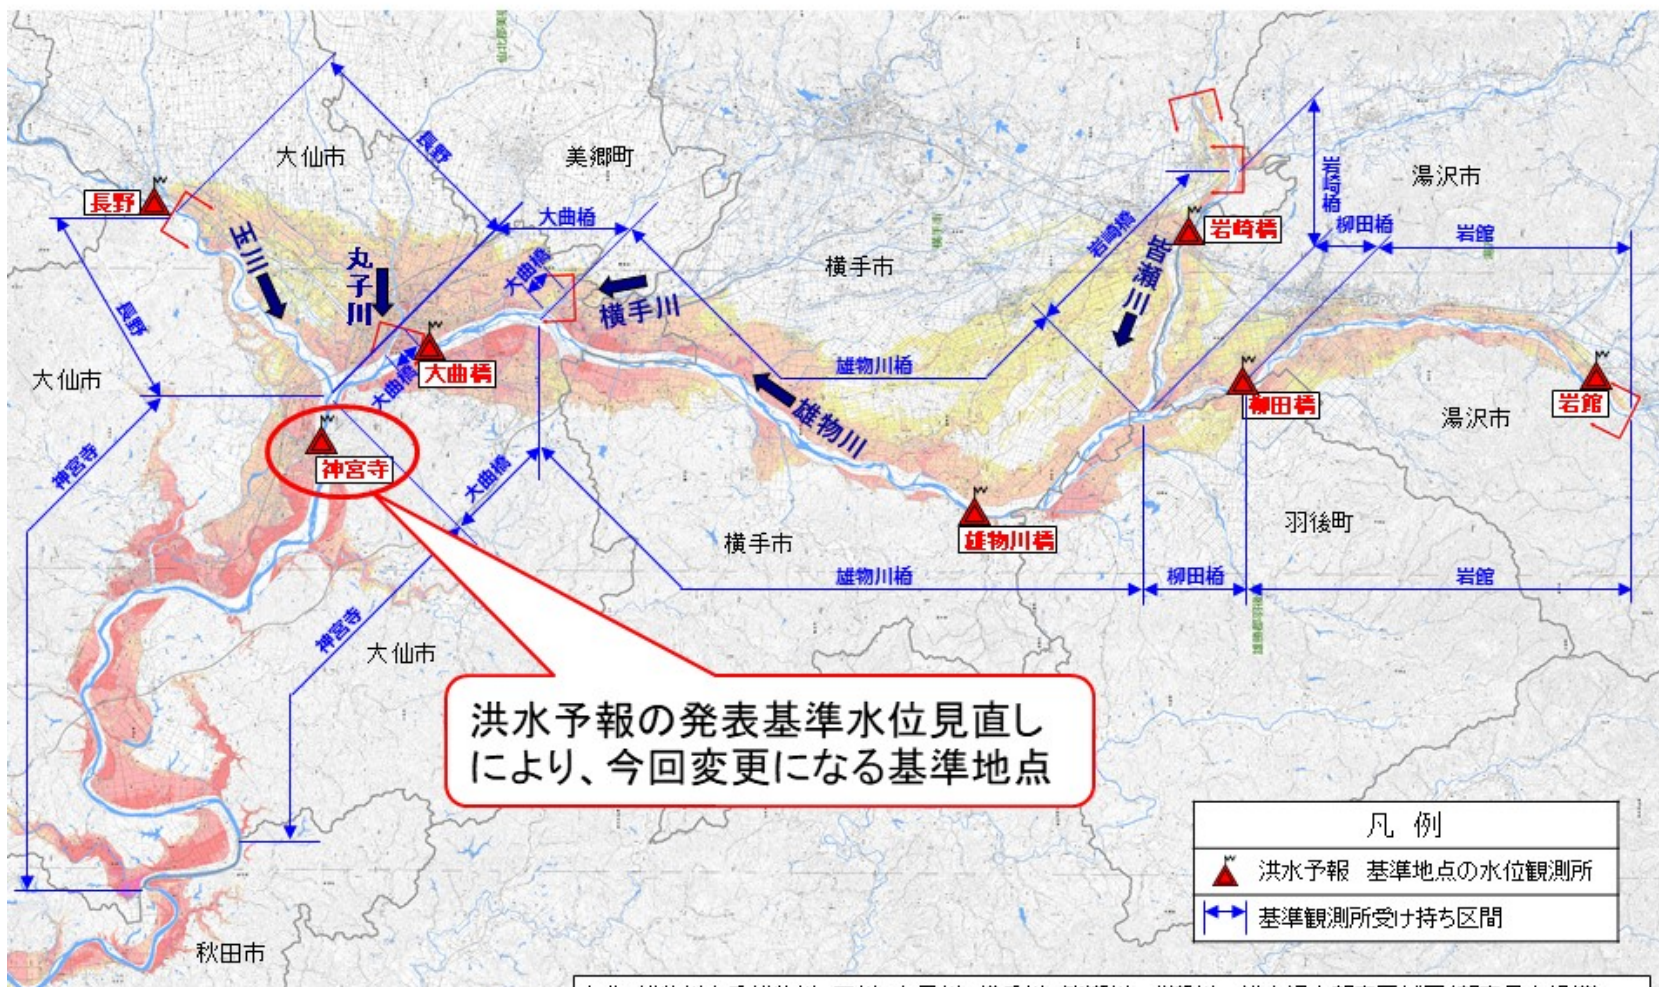 大仙市
美郷町
長野
長野
大曲橋
玉川
丸子川
大曲橋
横手川
横手市
岩崎橋
岩崎橋
岩崎橋
柳田橋
岩館
湯沢市
皆瀬川
長野
大仙市
大曲橋
大曲橋
雄物川橋
雄物川
柳田橋
岩館
湯沢市
神宮寺
神宮寺
大曲橋
横手市
雄物川橋
羽後町
雄物川橋
柳田橋
岩館
神宮寺
大仙市
洪水予報の発表基準水位見直し
により、今回変更になる基準地点
凡 例
洪水予報 基準地点の水位観測所
基準観測所受け持ち区間
秋田市